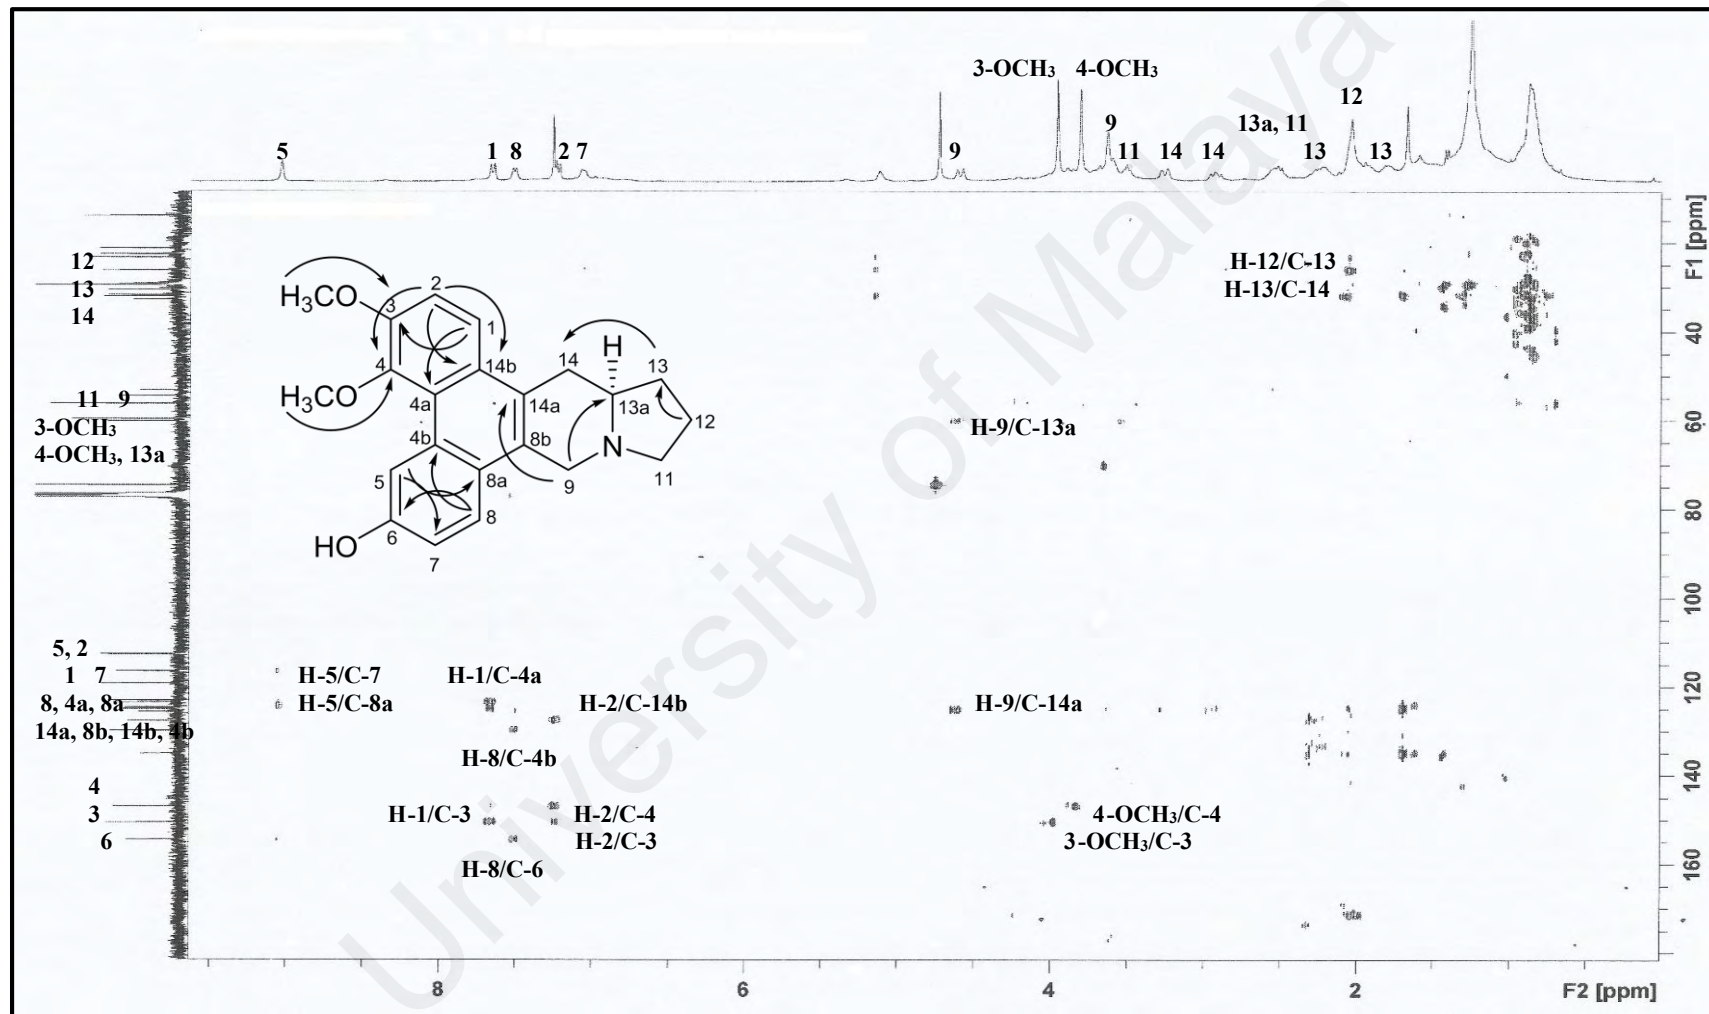 3-OCH₃ 4-OCH₃
12
13a, 11
9
5 1 8 2 7 9 11 14 14 13 13
12
13
14
11 9
3-OCH₃
4-OCH₃, 13a
5, 2
1 7
8, 4a, 8a
14a, 8b, 14b, 4b
4
3
6
H₃CO
H₃CO
HO
H
N
1
2
3
4
4a
4b
5
6
7
8
8a
8b
9
11
12
13
13a
14
14a
14b
H-12/C-13
H-13/C-14
H-9/C-13a
H-5/C-7 H-1/C-4a
H-5/C-8a H-2/C-14b H-9/C-14a
H-8/C-4b
H-1/C-3 H-2/C-4 4-OCH₃/C-4
H-2/C-3 3-OCH₃/C-3
H-8/C-6
F1 [ppm]
20
40
60
80
100
120
140
160
8 6 4 2 F2 [ppm]
University of Malaya